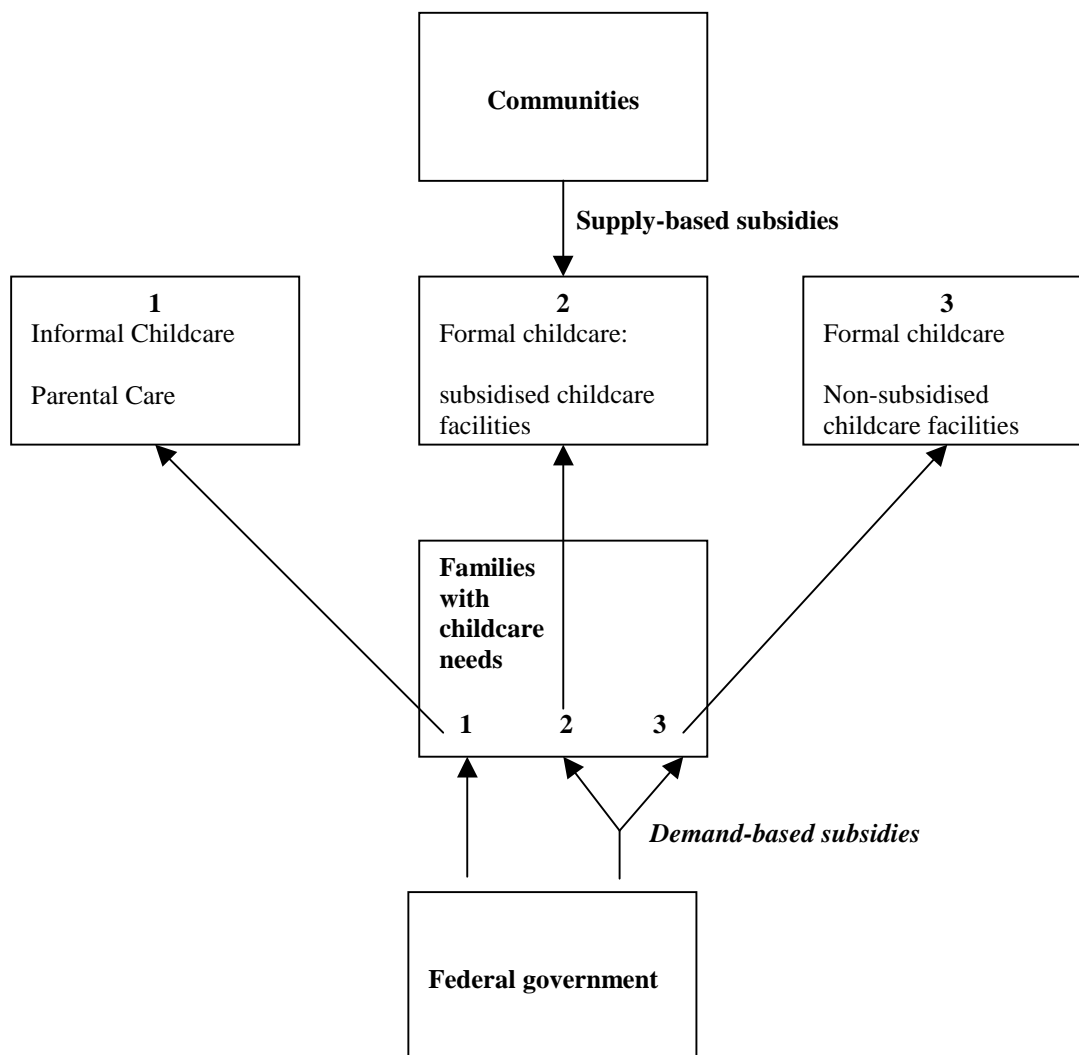 Communities
Supply-based subsidies
1
Informal Childcare
Parental Care
2
Formal childcare:
subsidised childcare
facilities
3
Formal childcare
Non-subsidised
childcare facilities
Families
with
childcare
needs
1 2 3
Demand-based subsidies
Federal government